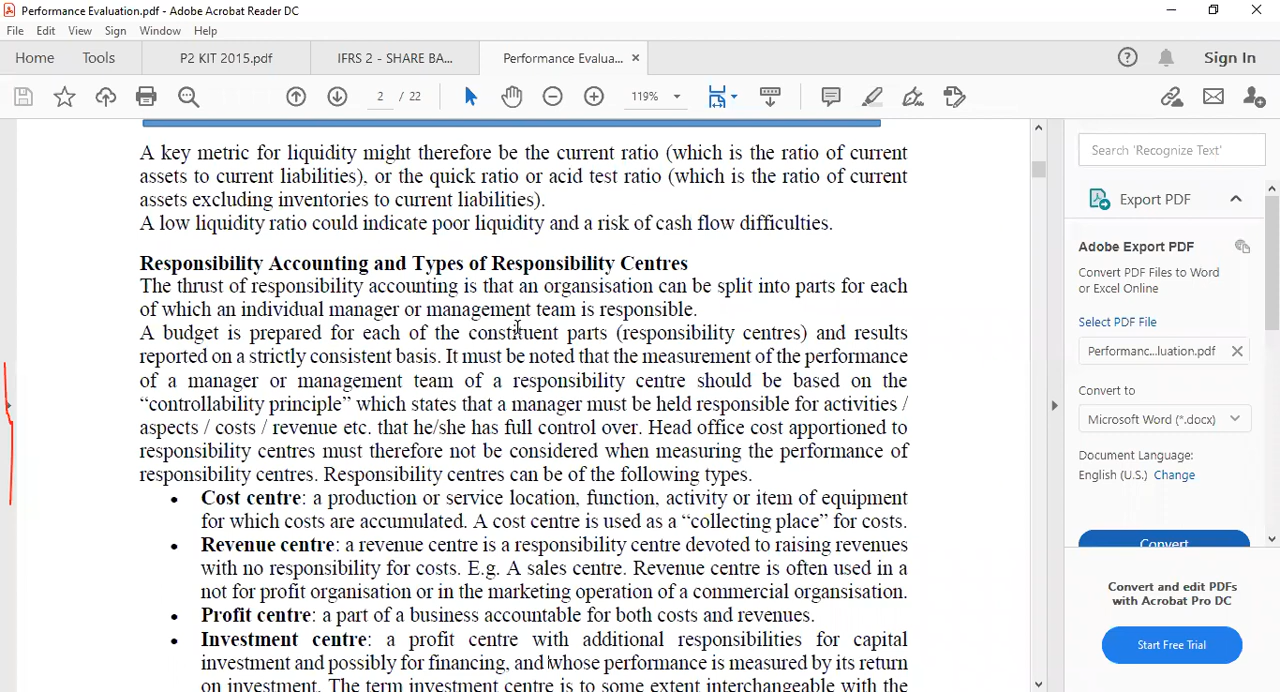 Performance Evaluation.pdf - Adobe Acrobat Reader DC
File Edit View Sign Window Help
Home Tools P2 KIT 2015.pdf IFRS 2 - SHARE BA... Performance Evalua... × ? Sign In
2 / 22 119%
A key metric for liquidity might therefore be the current ratio (which is the ratio of current
assets to current liabilities), or the quick ratio or acid test ratio (which is the ratio of current
assets excluding inventories to current liabilities).
A low liquidity ratio could indicate poor liquidity and a risk of cash flow difficulties.
Responsibility Accounting and Types of Responsibility Centres
The thrust of responsibility accounting is that an organsisation can be split into parts for each
of which an individual manager or management team is responsible.
A budget is prepared for each of the constituent parts (responsibility centres) and results
reported on a strictly consistent basis. It must be noted that the measurement of the performance
of a manager or management team of a responsibility centre should be based on the
“controllability principle” which states that a manager must be held responsible for activities /
aspects / costs / revenue etc. that he/she has full control over. Head office cost apportioned to
responsibility centres must therefore not be considered when measuring the performance of
responsibility centres. Responsibility centres can be of the following types.
• Cost centre: a production or service location, function, activity or item of equipment
for which costs are accumulated. A cost centre is used as a “collecting place” for costs.
• Revenue centre: a revenue centre is a responsibility centre devoted to raising revenues
with no responsibility for costs. E.g. A sales centre. Revenue centre is often used in a
not for profit organisation or in the marketing operation of a commercial organsisation.
• Profit centre: a part of a business accountable for both costs and revenues.
• Investment centre: a profit centre with additional responsibilities for capital
investment and possibly for financing, and whose performance is measured by its return
on investment. The term investment centre is to some extent interchangeable with the
Search 'Recognize Text'
Export PDF
Adobe Export PDF
Convert PDF Files to Word
or Excel Online
Select PDF File
Performanc...luation.pdf ×
Convert to
Microsoft Word (*.docx)
Document Language:
English (U.S.) Change
Convert
Convert and edit PDFs
with Acrobat Pro DC
Start Free Trial